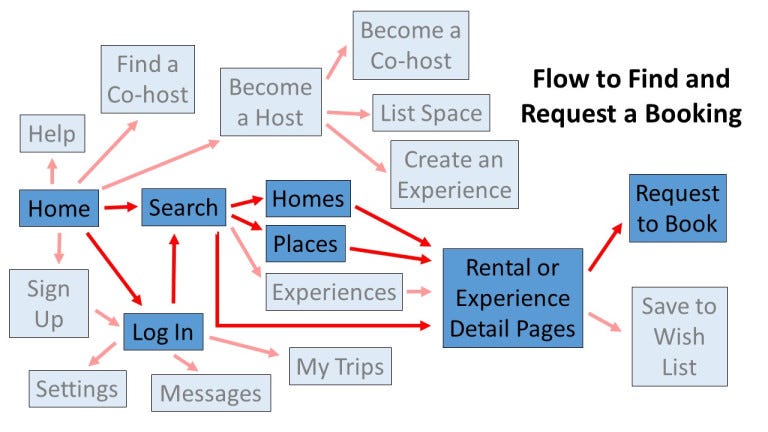 Become a
Co-host
Flow to Find and
Request a Booking
Find a
Co-host
Become
a Host
List Space
Help
Create an
Experience
Home
Search
Homes
Places
Request
to Book
Rental or
Experience
Detail Pages
Experiences
Sign
Up
Log In
Save to
Wish
List
My Trips
Settings
Messages